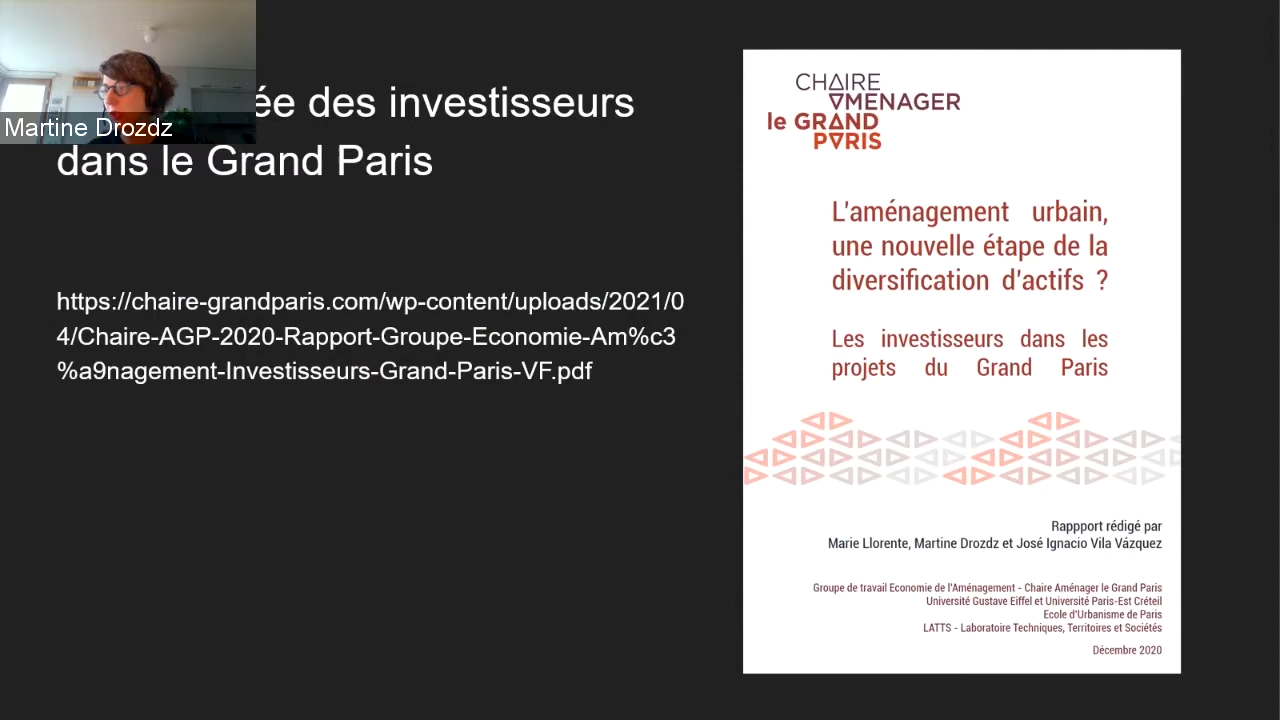 ée des investisseurs
Martine Drozdz
dans le Grand Paris
https://chaire-grandparis.com/wp-content/uploads/2021/0
4/Chaire-AGP-2020-Rapport-Groupe-Economie-Am%c3
%a9nagement-Investisseurs-Grand-Paris-VF.pdf
CHAIRE
AMENAGER
le GRAND
PARIS
L'aménagement urbain,
une nouvelle étape de la
diversification d'actifs ?
Les investisseurs dans les
projets du Grand Paris
Rappport rédigé par
Marie Llorente, Martine Drozdz et José Ignacio Vila Vázquez
Groupe de travail Economie de l'Aménagement - Chaire Aménager le Grand Paris
Université Gustave Eiffel et Université Paris-Est Créteil
Ecole d'Urbanisme de Paris
LATTS - Laboratoire Techniques, Territoires et Sociétés
Décembre 2020